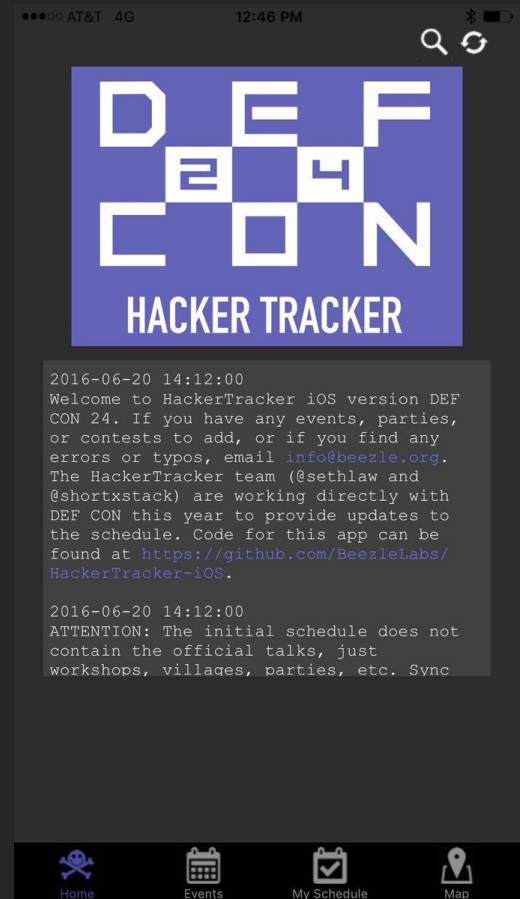 AT&T 4G 12:46 PM
DEF
24
CON
HACKER TRACKER
2016-06-20 14:12:00
Welcome to HackerTracker iOS version DEF
CON 24. If you have any events, parties,
or contests to add, or if you find any
errors or typos, email info@beezle.org.
The HackerTracker team (@sethlaw and
@shortxstack) are working directly with
DEF CON this year to provide updates to
the schedule. Code for this app can be
found at https://github.com/BeezleLabs/
HackerTracker-iOS.
2016-06-20 14:12:00
ATTENTION: The initial schedule does not
contain the official talks, just
workshops, villages, parties, etc. Sync
Home Events My Schedule Map